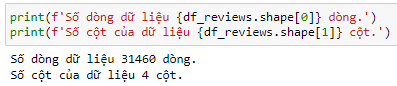 print(f'Số dòng dữ liệu {df_reviews.shape[0]} dòng.')
print(f'Số cột của dữ liệu {df_reviews.shape[1]} cột.')
Số dòng dữ liệu 31460 dòng.
Số cột của dữ liệu 4 cột.